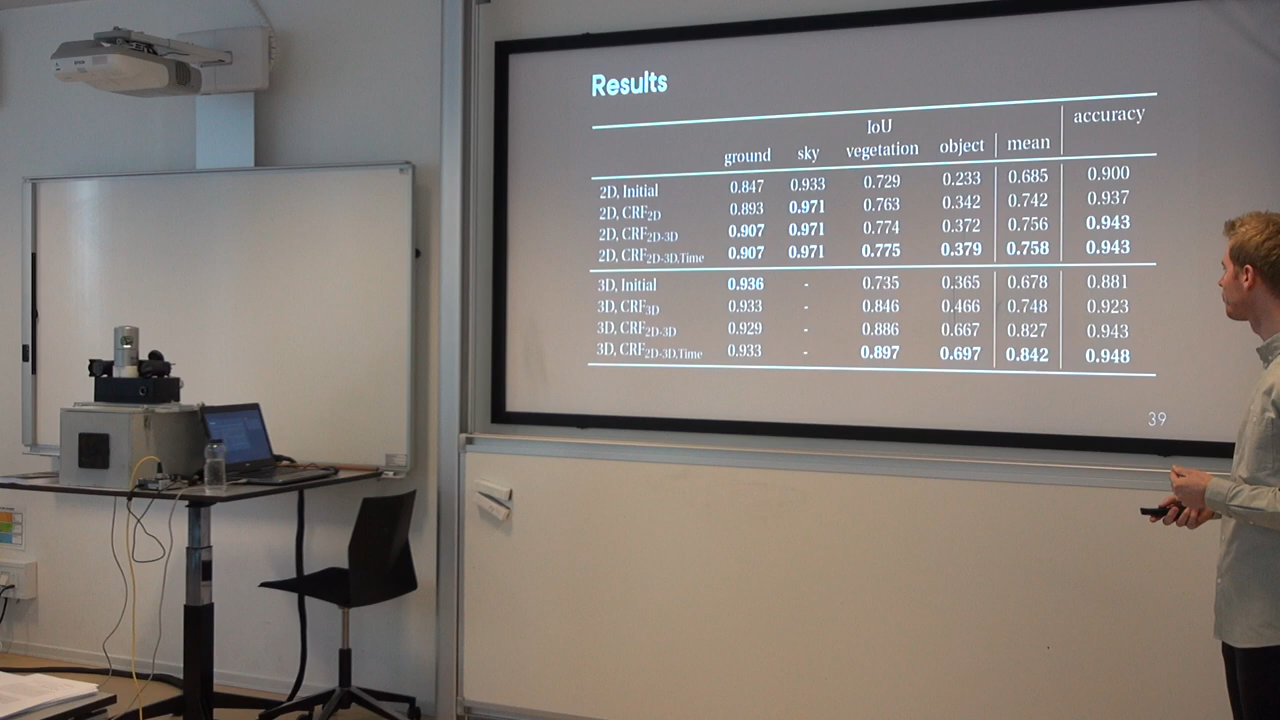 Results
IoU accuracy
ground sky vegetation object mean
2D, Initial 0.847 0.933 0.729 0.233 0.685 0.900
2D, CRF2D 0.893 0.971 0.763 0.342 0.742 0.937
2D, CRF2D-3D 0.907 0.971 0.774 0.372 0.756 0.943
2D, CRF2D-3D,Time 0.907 0.971 0.775 0.379 0.758 0.943
3D, Initial 0.936 - 0.735 0.365 0.678 0.881
3D, CRF3D 0.933 - 0.846 0.466 0.748 0.923
3D, CRF2D-3D 0.929 - 0.886 0.667 0.827 0.943
3D, CRF2D-3D,Time 0.933 - 0.897 0.697 0.842 0.948
39